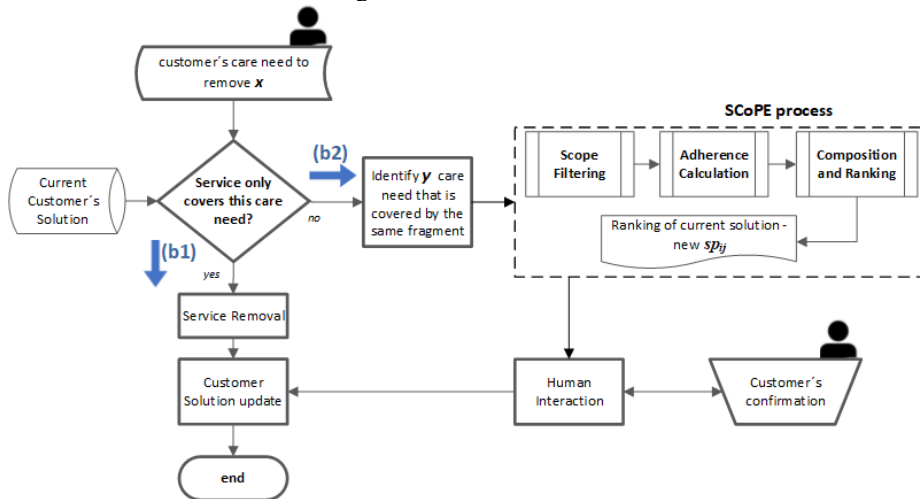 customer´s care need to
remove x
SCoPE process
Current
Customer´s
Solution
Service only
covers this care
need?
(b2)
no
Identify y care
need that is
covered by the
same fragment
Scope
Filtering
Adherence
Calculation
Composition
and Ranking
Ranking of current solution -
new spij
(b1)
yes
Service Removal
Customer
Solution update
Human
Interaction
Customer´s
confirmation
end